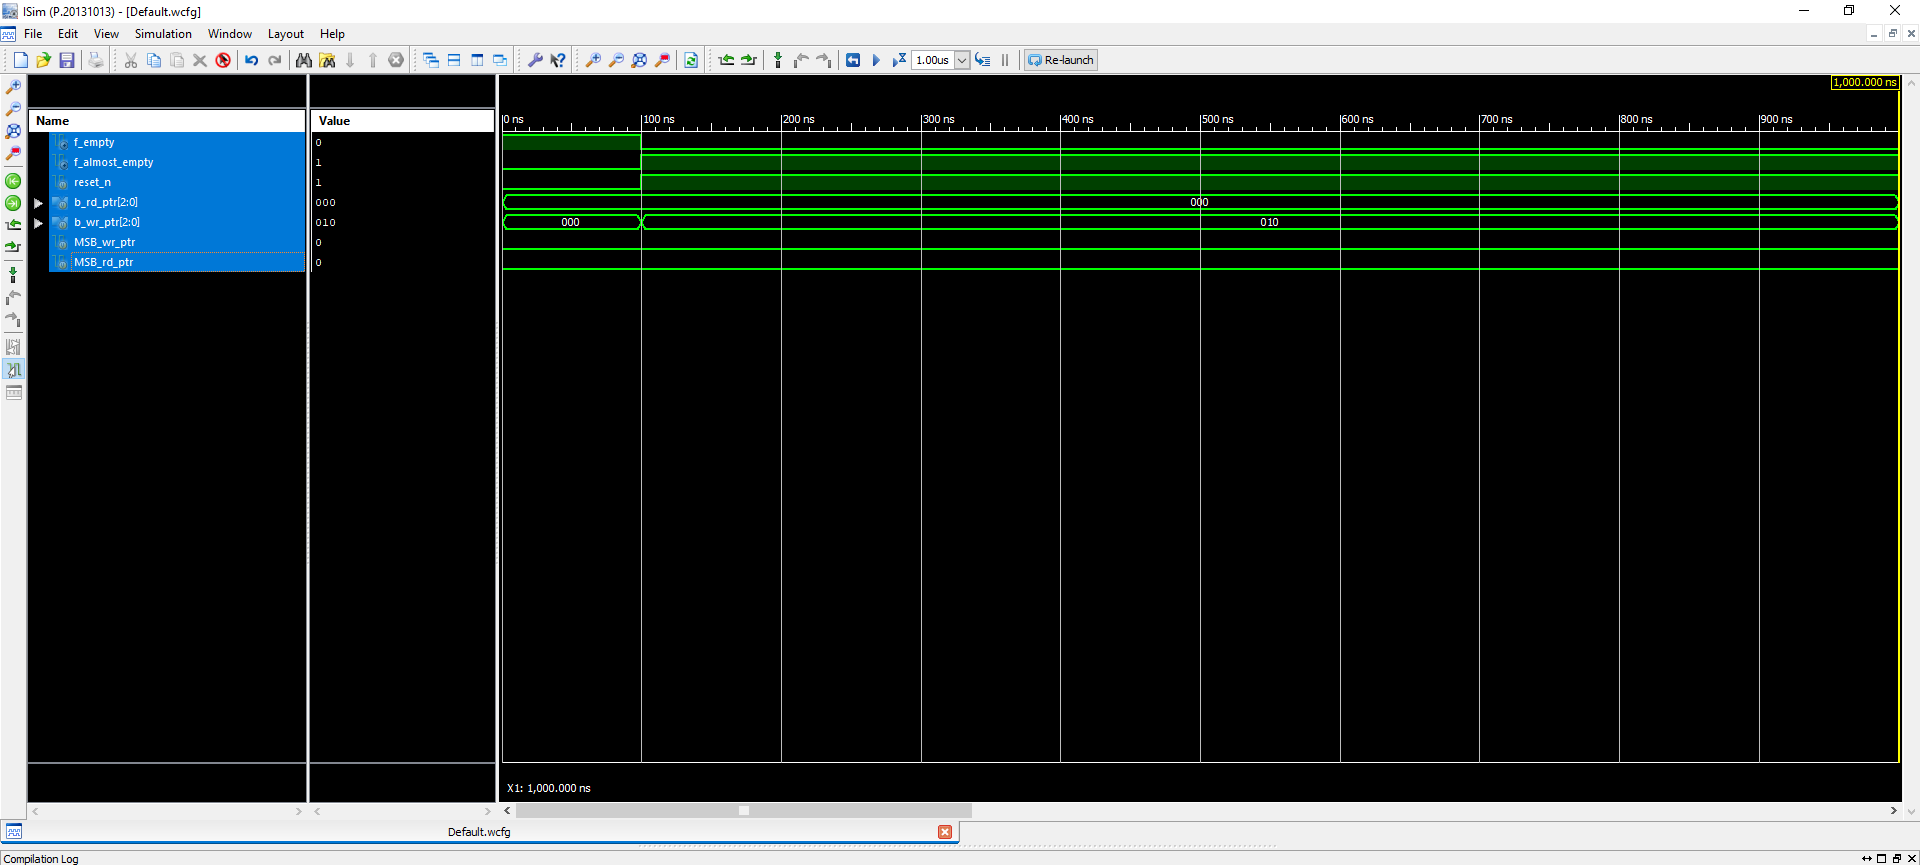 ISim (P.20131013) - [Default.wcfg]
File Edit View Simulation Window Layout Help
1.00us Re-launch
1,000.000 ns
Name Value
0 ns 100 ns 200 ns 300 ns 400 ns 500 ns 600 ns 700 ns 800 ns 900 ns
f_empty 0
f_almost_empty 1
reset_n 1
b_rd_ptr[2:0] 000 000
b_wr_ptr[2:0] 010 000 010
MSB_wr_ptr 0
MSB_rd_ptr 0
X1: 1,000.000 ns
Default.wcfg
Compilation Log